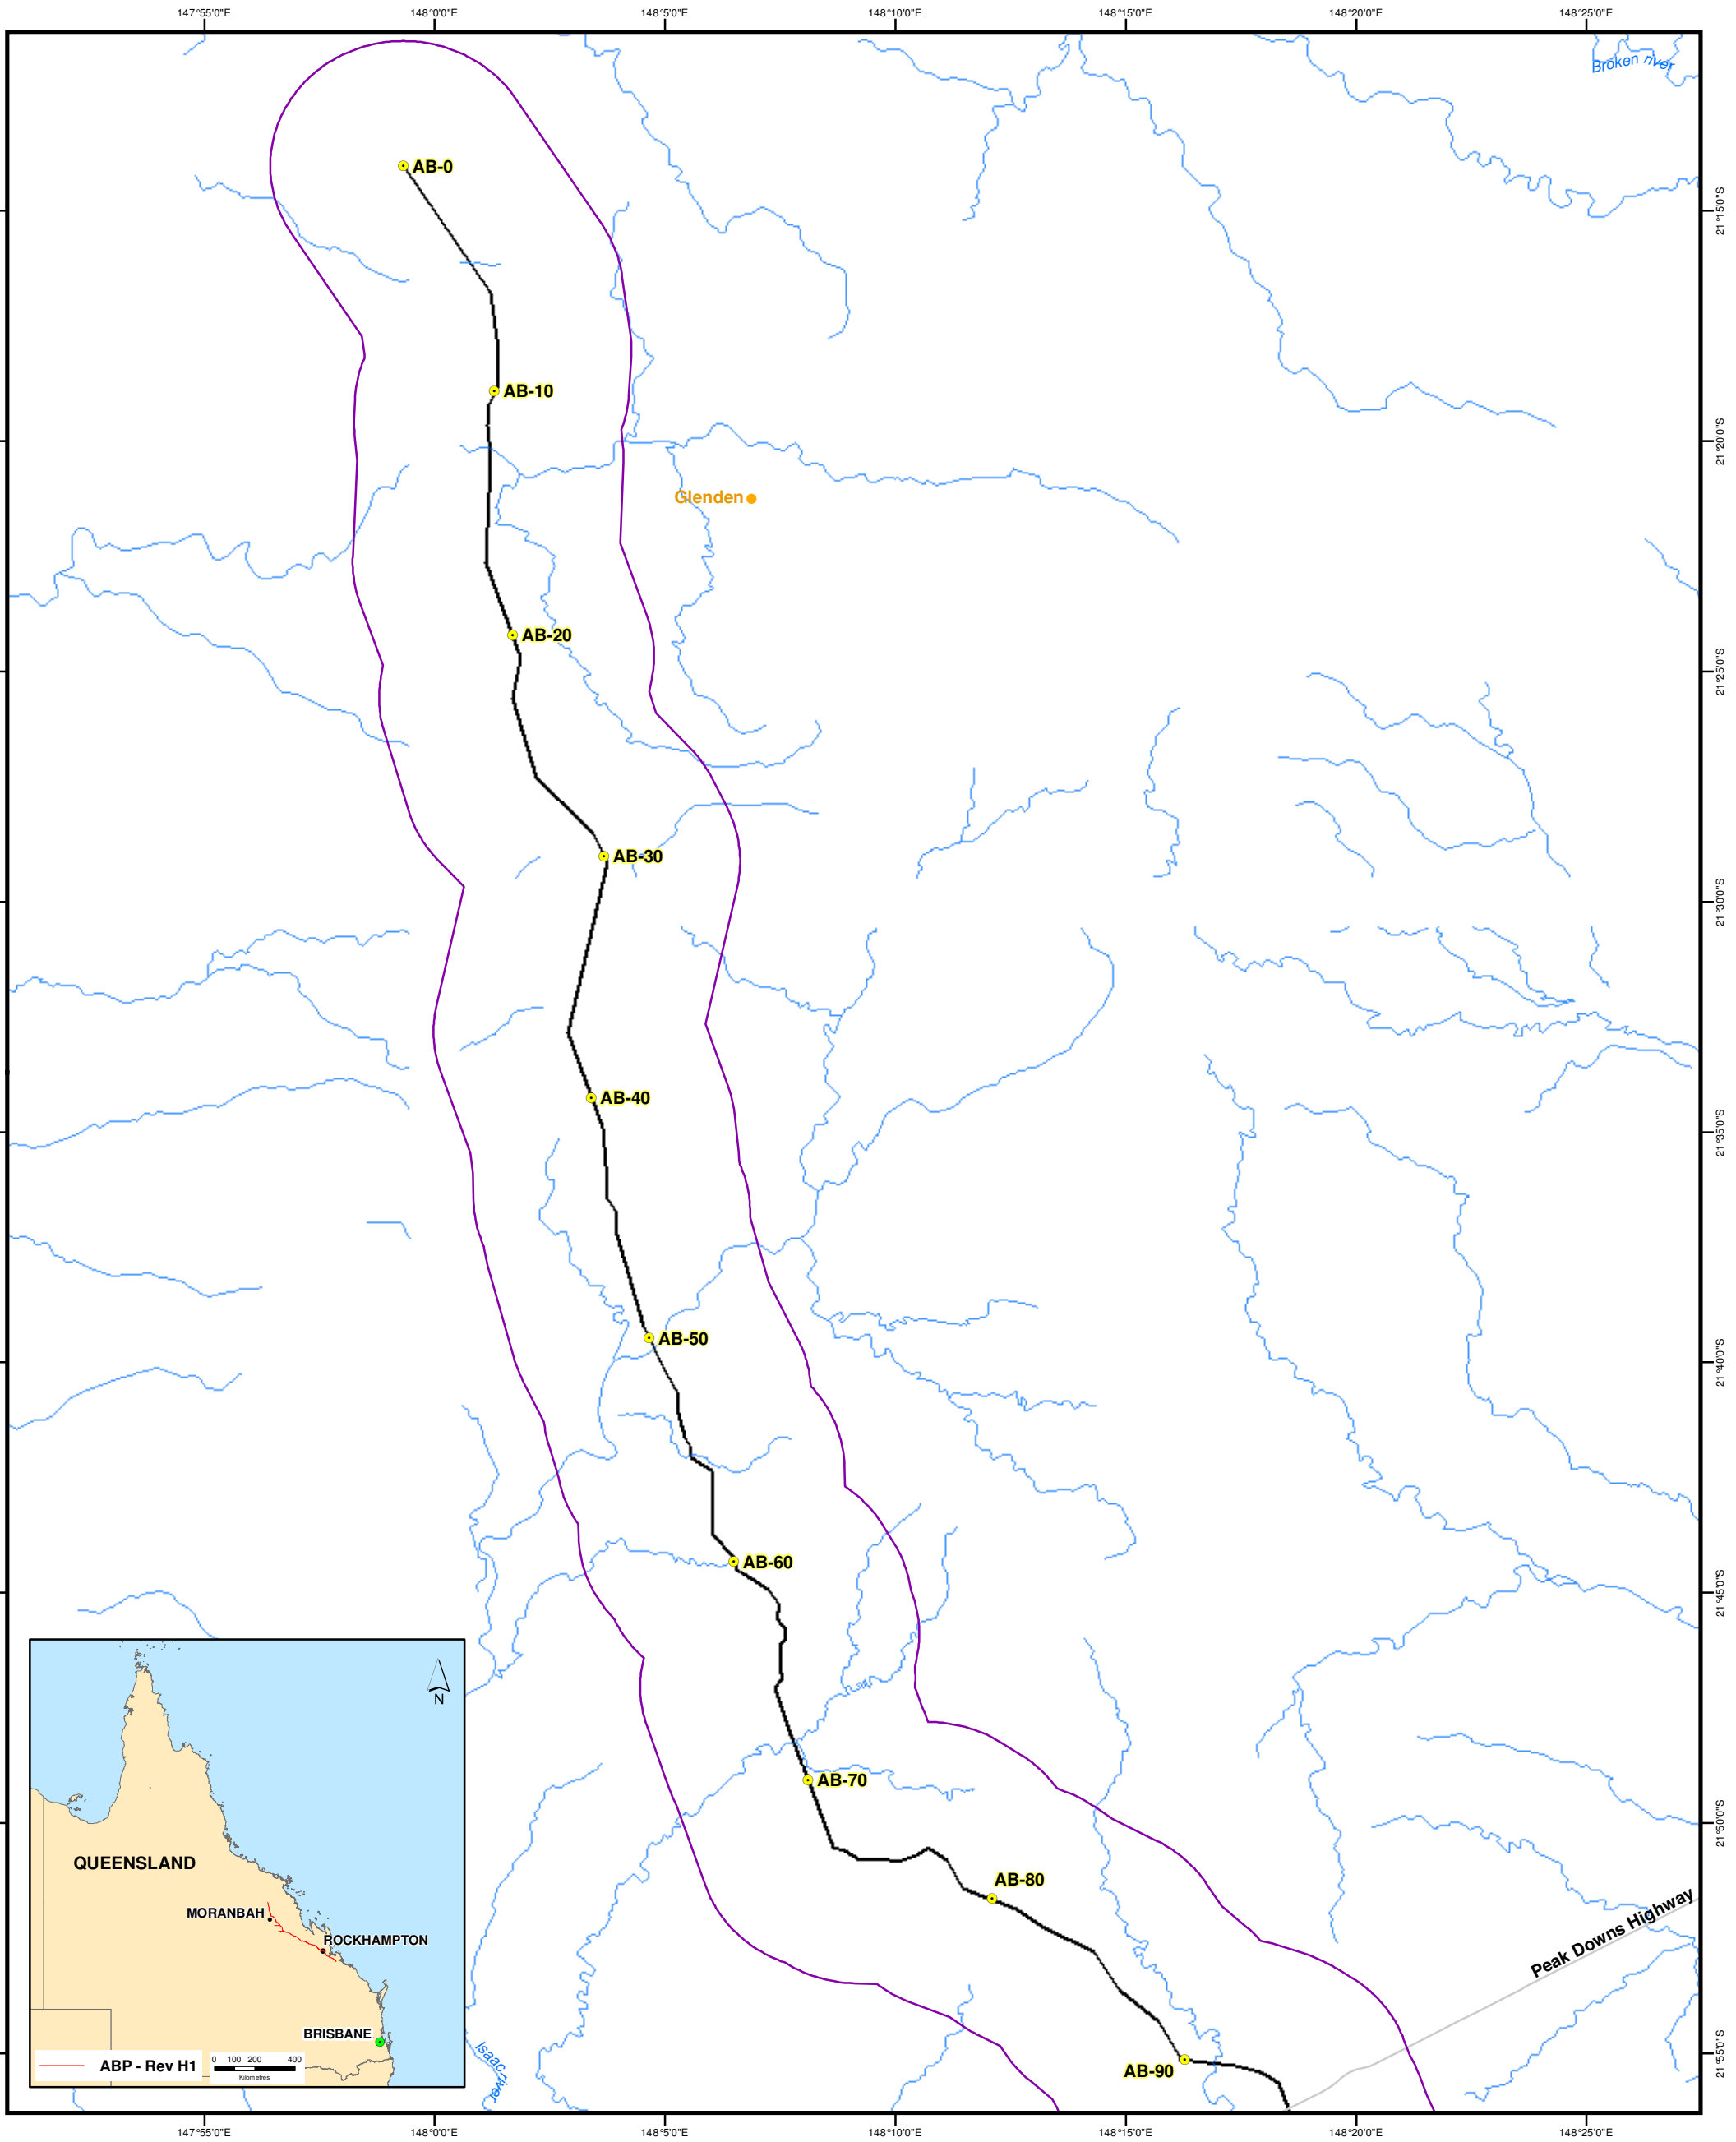 147°55'0"E 148°0'0"E 148°5'0"E 148°10'0"E 148°15'0"E 148°20'0"E 148°25'0"E
Broken river
AB-0
21°15'0"S
AB-10
21°20'0"S
Glenden
AB-20
21°25'0"S
AB-30
21°30'0"S
AB-40
21°35'0"S
AB-50
21°40'0"S
AB-60
21°45'0"S
N
AB-70
21°50'0"S
QUEENSLAND
AB-80
MORANBAH
Peak Downs Highway
ROCKHAMPTON
BRISBANE
Isaac river
21°55'0"S
AB-90
ABP - Rev H1
0 100 200 400
Kilometres
147°55'0"E 148°0'0"E 148°5'0"E 148°10'0"E 148°15'0"E 148°20'0"E 148°25'0"E